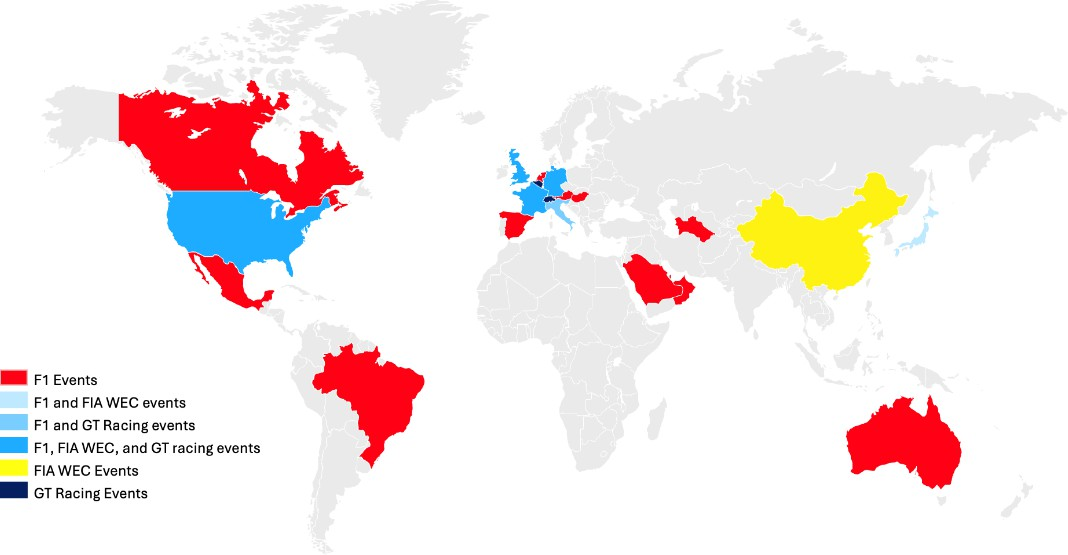 F1 Events
F1 and FIA WEC events
F1 and GT Racing events
F1, FIA WEC, and GT racing events
FIA WEC Events
GT Racing Events